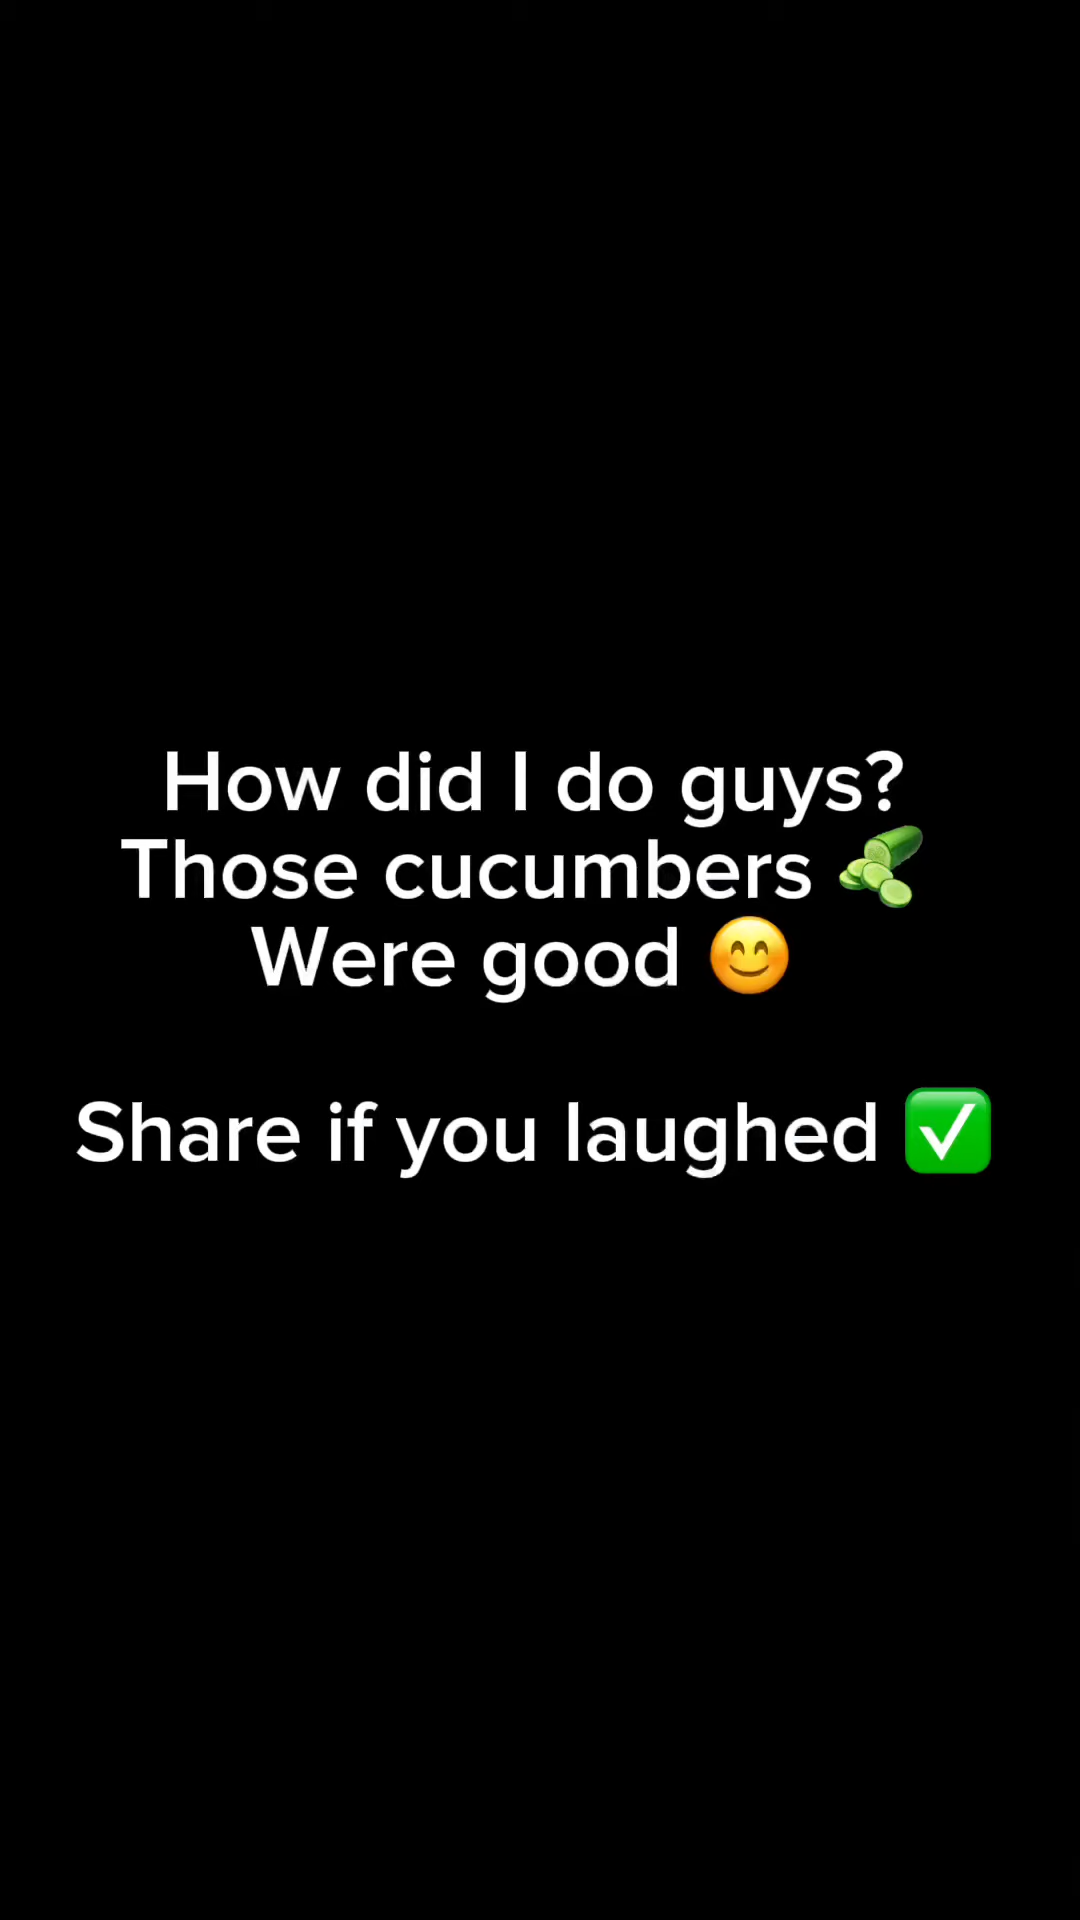 How did I do guys?
Those cucumbers 🥒
Were good 😊
Share if you laughed ✅